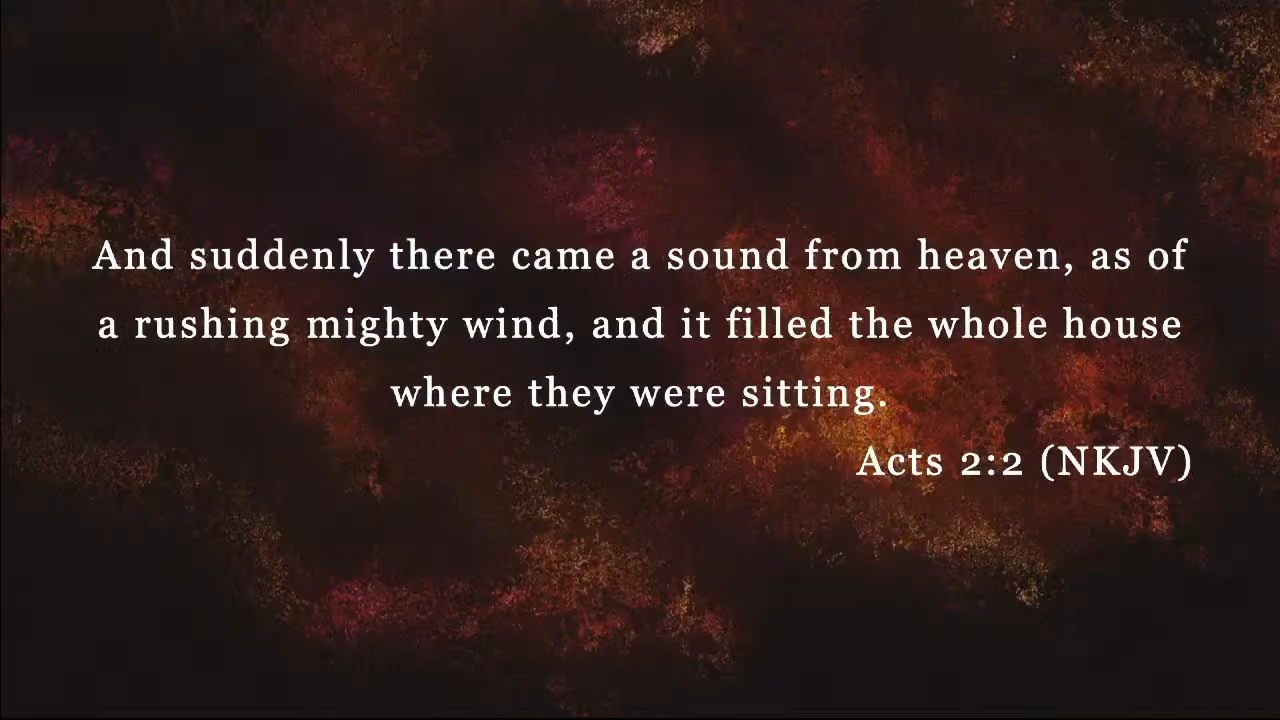 And suddenly there came a sound from heaven, as of
a rushing mighty wind, and it filled the whole house
where they were sitting.
Acts 2:2 (NKJV)